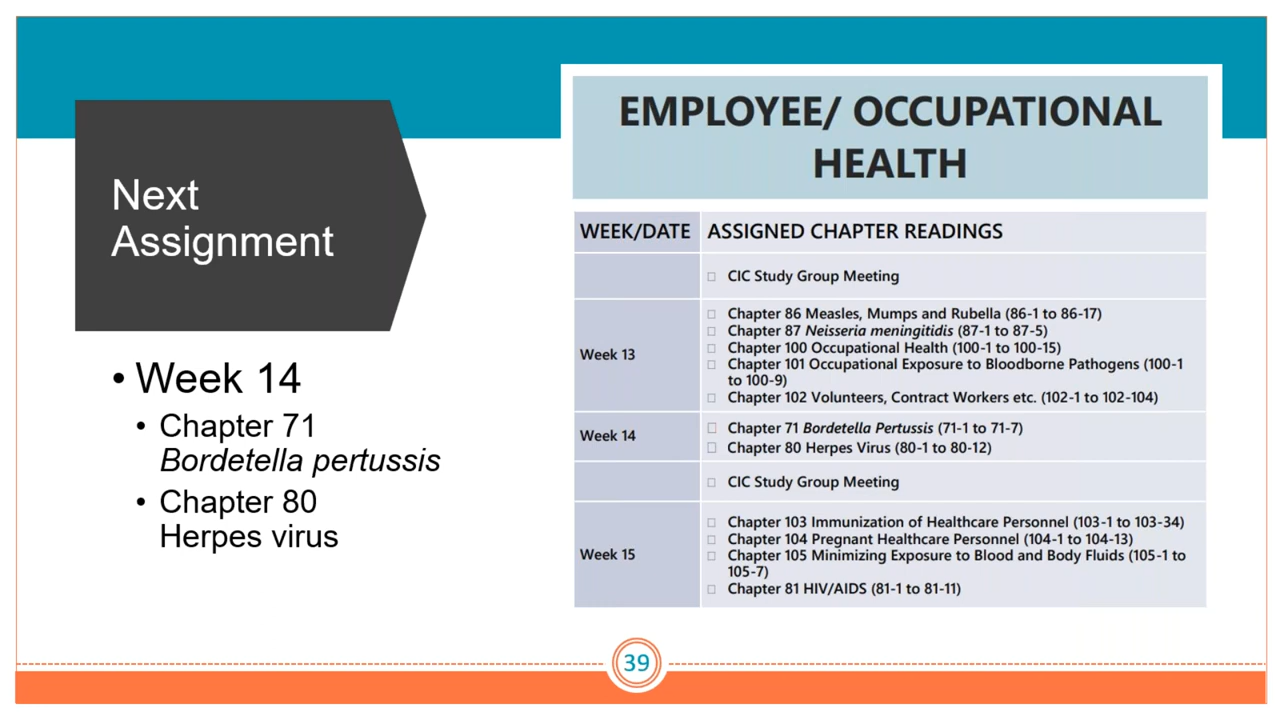 Next
Assignment
• Week 14
• Chapter 71
Bordetella pertussis
• Chapter 80
Herpes virus
EMPLOYEE/ OCCUPATIONAL
HEALTH
WEEK/DATE ASSIGNED CHAPTER READINGS
CIC Study Group Meeting
Week 13
Chapter 86 Measles, Mumps and Rubella (86-1 to 86-17)
Chapter 87 Neisseria meningitidis (87-1 to 87-5)
Chapter 100 Occupational Health (100-1 to 100-15)
Chapter 101 Occupational Exposure to Bloodborne Pathogens (100-1
to 100-9)
Chapter 102 Volunteers, Contract Workers etc. (102-1 to 102-104)
Week 14
Chapter 71 Bordetella Pertussis (71-1 to 71-7)
Chapter 80 Herpes Virus (80-1 to 80-12)
CIC Study Group Meeting
Week 15
Chapter 103 Immunization of Healthcare Personnel (103-1 to 103-34)
Chapter 104 Pregnant Healthcare Personnel (104-1 to 104-13)
Chapter 105 Minimizing Exposure to Blood and Body Fluids (105-1 to
105-7)
Chapter 81 HIV/AIDS (81-1 to 81-11)
39